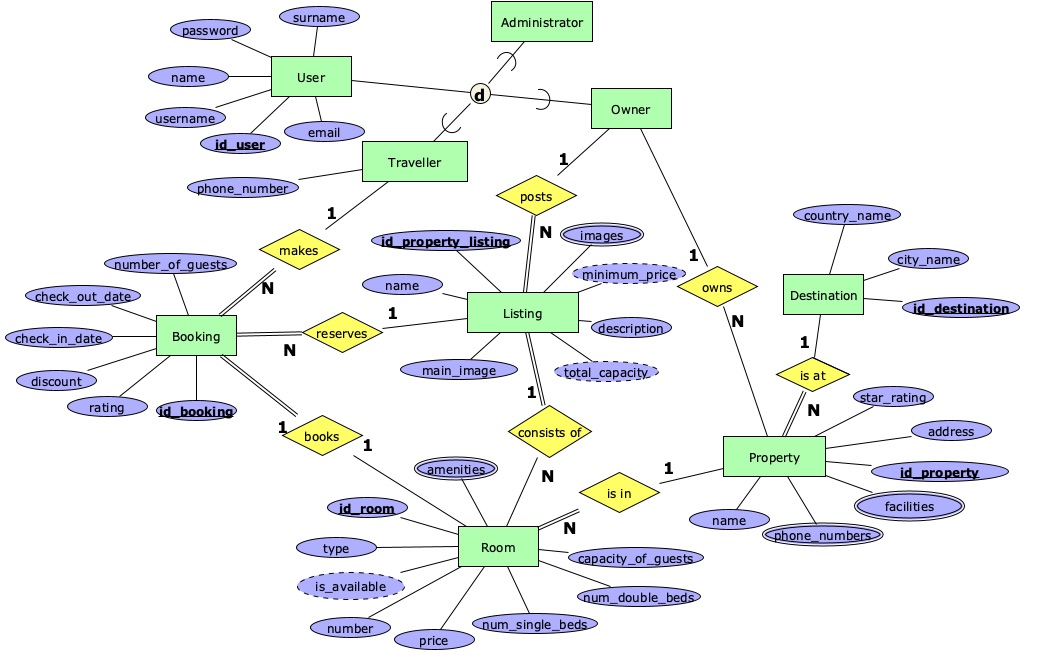 surname
Administrator
password
name
User
d
Owner
username
email
id_user
Traveller
phone_number
1
posts
1
country_name
N
images
id_property_listing
makes
number_of_guests
city_name
1
minimum_price
name
owns
N
check_out_date
Destination
id_destination
Listing
1
N
description
Booking
reserves
check_in_date
N
1
main_image
total_capacity
is at
discount
1
star_rating
rating
id_booking
N
1
books
1
consists of
address
Property
amenities
1
N
id_property
is in
id_room
facilities
name
N
phone_numbers
type
Room
capacity_of_guests
is_available
num_double_beds
number
num_single_beds
price